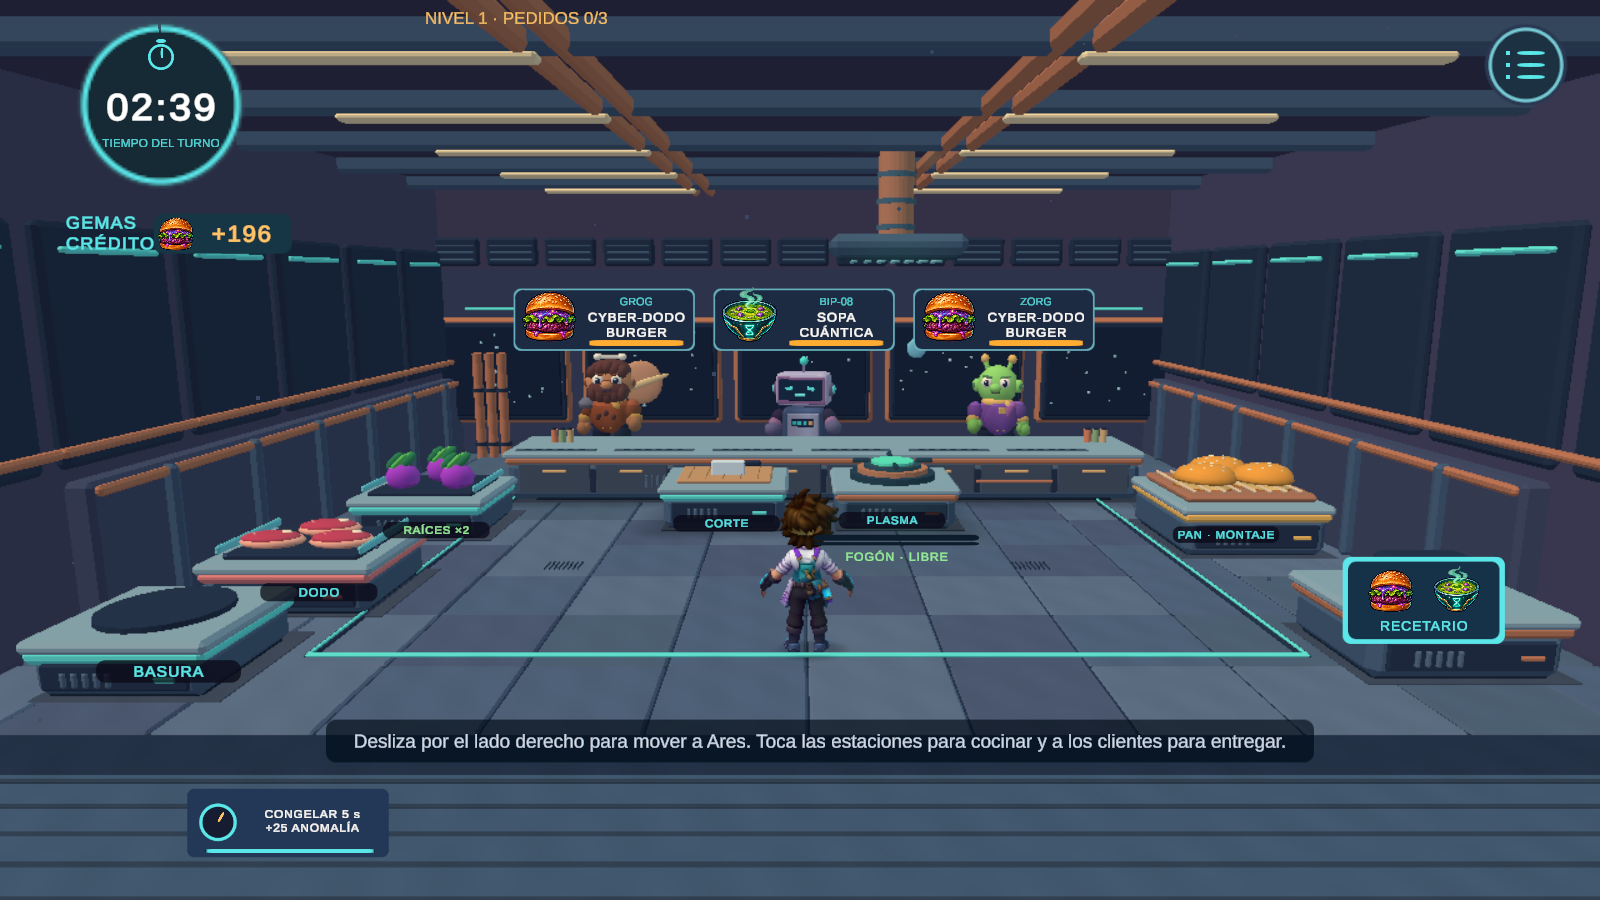 NIVEL 1 · PEDIDOS 0/3
02:39
TIEMPO DEL TURNO
GEMAS
CRÉDITO
+196
GROG
CYBER-DODO
BURGER
BIP-08
SOPA
CUÁNTICA
ZORG
CYBER-DODO
BURGER
RAÍCES ×2
CORTE
PLASMA
PAN · MONTAJE
FOGÓN · LIBRE
DODO
RECETARIO
BASURA
Desliza por el lado derecho para mover a Ares. Toca las estaciones para cocinar y a los clientes para entregar.
CONGELAR 5 s
+25 ANOMALÍA